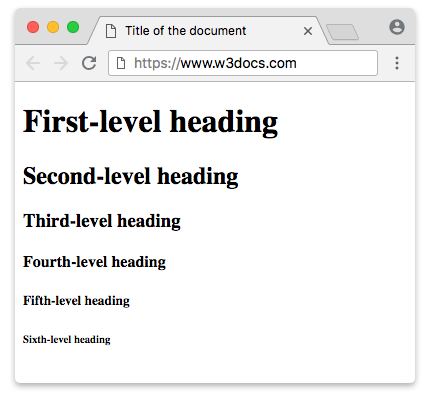 Title of the document
https://www.w3docs.com
First-level heading
Second-level heading
Third-level heading
Fourth-level heading
Fifth-level heading
Sixth-level heading